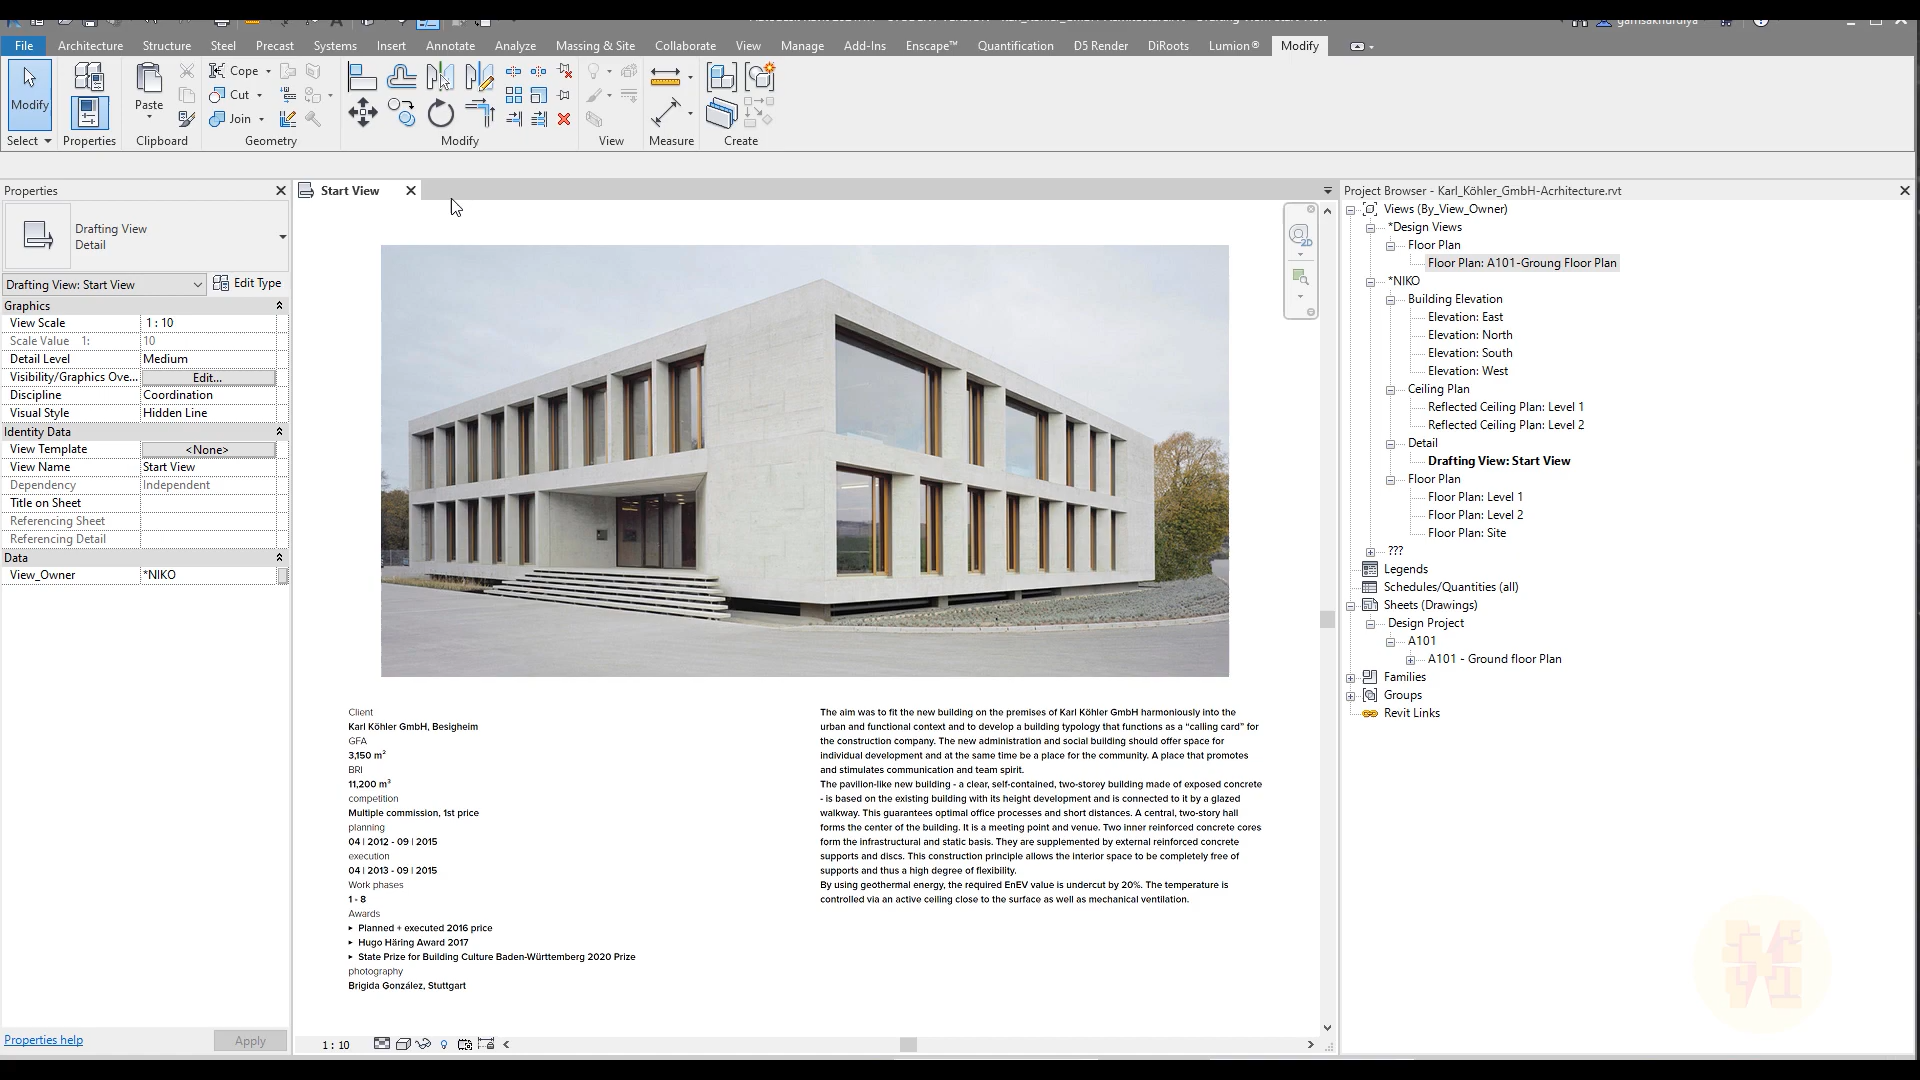 File Architecture Structure Steel Precast Systems Insert Annotate Analyze Massing & Site Collaborate View Manage Add-Ins Enscape™ Quantification D5 Render DiRoots Lumion® Modify
Modify
Paste
Cope
Cut
Join
Select Properties Clipboard Geometry Modify View Measure Create
Properties
Drafting View
Detail
Drafting View: Start View
Edit Type
Graphics
View Scale 1 : 10
Scale Value 1: 10
Detail Level Medium
Visibility/Graphics Ove... Edit...
Discipline Coordination
Visual Style Hidden Line
Identity Data
View Template <None>
View Name Start View
Dependency Independent
Title on Sheet
Referencing Sheet
Referencing Detail
Data
View_Owner *NIKO
Properties help
Apply
Start View
2D
Client
Karl Köhler GmbH, Besigheim
GFA
3,150 m²
BRI
11,200 m³
competition
Multiple commission, 1st price
planning
04 | 2012 - 09 | 2015
execution
04 | 2013 - 09 | 2015
Work phases
1 - 8
Awards
Planned + executed 2016 price
Hugo Häring Award 2017
State Prize for Building Culture Baden-Württemberg 2020 Prize
photography
Brigida González, Stuttgart
The aim was to fit the new building on the premises of Karl Köhler GmbH harmoniously into the
urban and functional context and to develop a building typology that functions as a “calling card” for
the construction company. The new administration and social building should offer space for
individual development and at the same time be a place for the community. A place that promotes
and stimulates communication and team spirit.
The pavilion-like new building - a clear, self-contained, two-storey building made of exposed concrete
- is based on the existing building with its height development and is connected to it by a glazed
walkway. This guarantees optimal office processes and short distances. A central, two-story hall
forms the center of the building. It is a meeting point and venue. Two inner reinforced concrete cores
form the infrastructural and static basis. They are supplemented by external reinforced concrete
supports and discs. This construction principle allows the interior space to be completely free of
supports and thus a high degree of flexibility.
By using geothermal energy, the required EnEV value is undercut by 20%. The temperature is
controlled via an active ceiling close to the surface as well as mechanical ventilation.
1 : 10
Project Browser - Karl_Köhler_GmbH-Acrhitecture.rvt
Views (By_View_Owner)
*Design Views
Floor Plan
Floor Plan: A101-Groung Floor Plan
*NIKO
Building Elevation
Elevation: East
Elevation: North
Elevation: South
Elevation: West
Ceiling Plan
Reflected Ceiling Plan: Level 1
Reflected Ceiling Plan: Level 2
Detail
Drafting View: Start View
Floor Plan
Floor Plan: Level 1
Floor Plan: Level 2
Floor Plan: Site
???
Legends
Schedules/Quantities (all)
Sheets (Drawings)
Design Project
A101
A101 - Ground floor Plan
Families
Groups
Revit Links